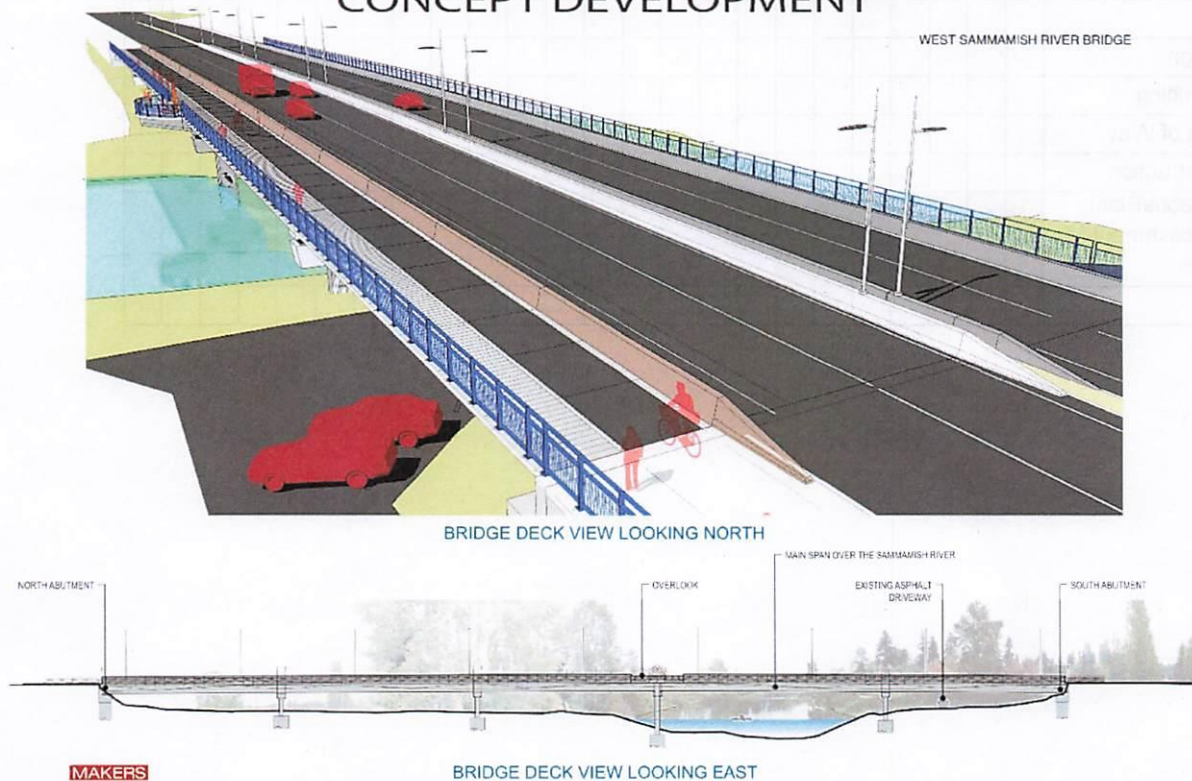 CONCEPT DEVELOPMENT
WEST SAMMAMISH RIVER BRIDGE
BRIDGE DECK VIEW LOOKING NORTH
MAIN SPAN OVER THE SAMMAMISH RIVER
NORTH ABUTMENT
OVERLOOK
EXISTING ASPHALT
DRIVEWAY
SOUTH ABUTMENT
MAKERS
BRIDGE DECK VIEW LOOKING EAST